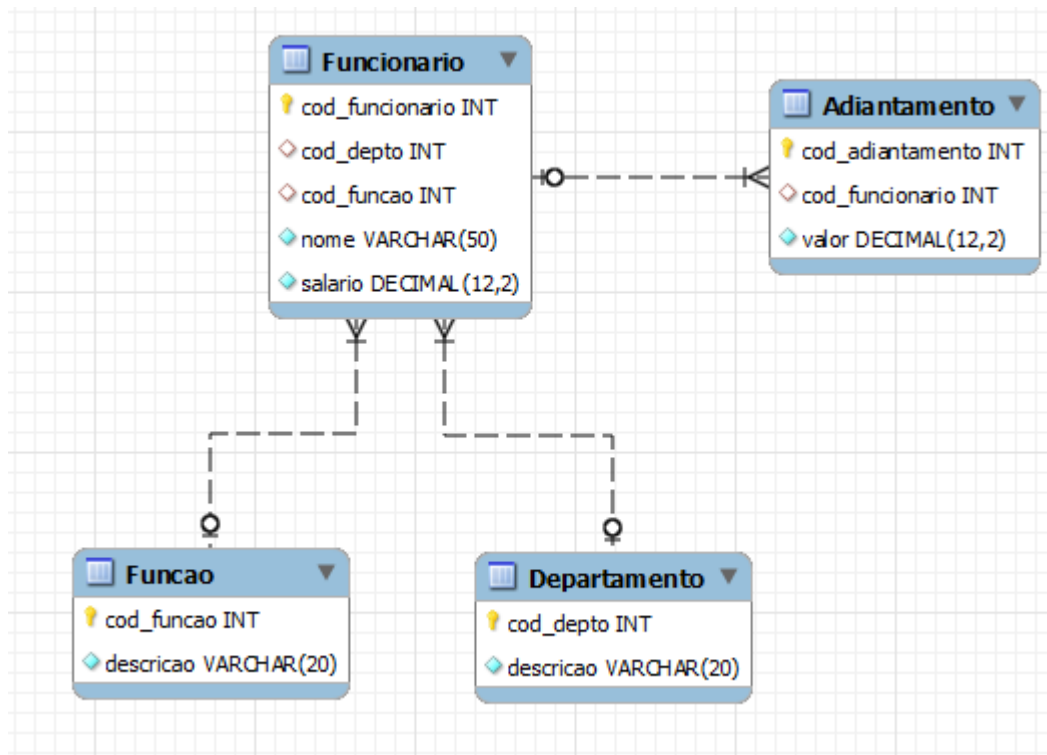 Funcionario
cod_funcionario INT
cod_depto INT
cod_funcao INT
nome VARCHAR(50)
salario DECIMAL(12,2)
Adiantamento
cod_adiantamento INT
cod_funcionario INT
valor DECIMAL(12,2)
Funcao
cod_funcao INT
descricao VARCHAR(20)
Departamento
cod_depto INT
descricao VARCHAR(20)